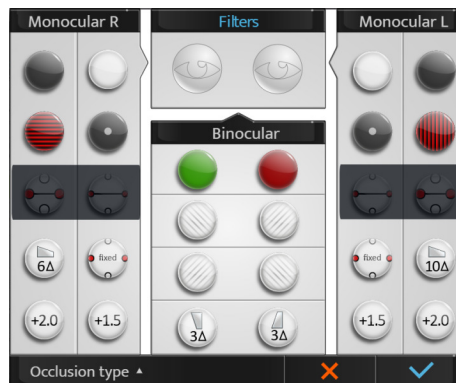 Monocular R
Filters
Monocular L
Binocular
6Δ
fixed
fixed
10Δ
+2.0
+1.5
3Δ
3Δ
+1.5
+2.0
Occlusion type